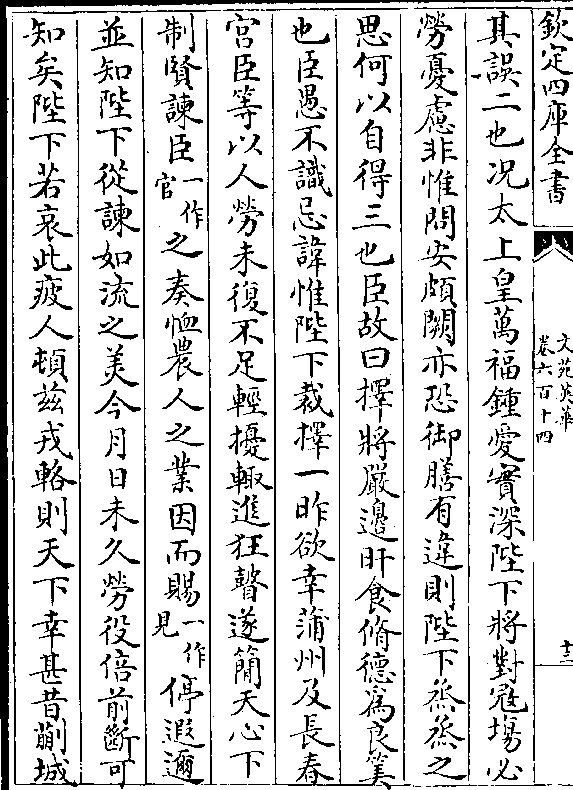 欽定四庫全書
文苑英華
卷六百十四
十三
其誤二也况太上皇萬福鍾愛實深陛下將對冦塲必
勞憂慮非惟問安頗闕亦恐御膳有違則陛下烝烝之
思何以自得三也臣故曰擇將嚴邊旰食脩德為良筭
也臣愚不識忌諱惟陛下裁擇一昨欲幸蒲州及長春
宫臣等以人勞未復不足輕擾輙進狂瞽遂簡天心下
制賢諫臣一作官之奏恤農人之業因而賜一作見停遐邇
並知陛下從諫如流之美今月日未久勞役倍前斷可
知矣陛下若哀此疲人頓兹戎輅則天下幸甚昔蒯城